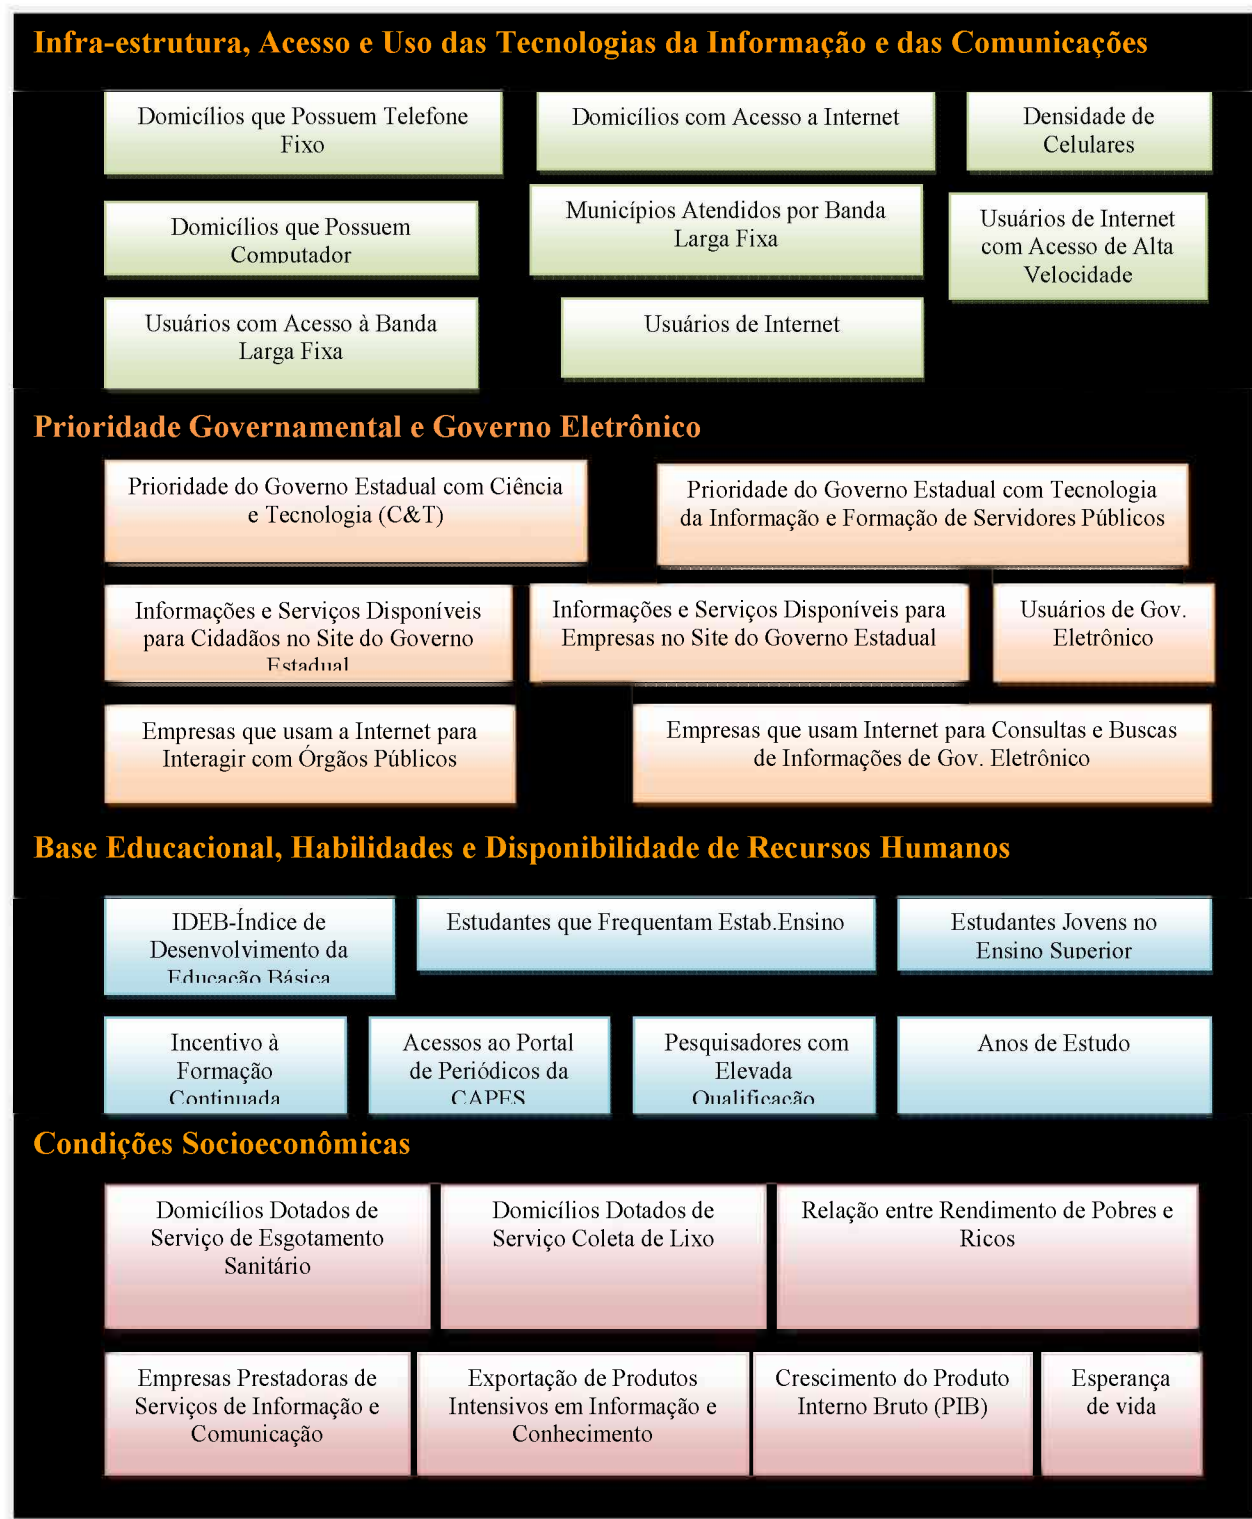 Infra-estrutura, Acesso e Uso das Tecnologias da Informação e das Comunicações
Domicílios que Possuem Telefone
Fixo
Domicílios com Acesso a Internet
Densidade de
Celulares
Domicílios que Possuem
Computador
Municípios Atendidos por Banda
Larga Fixa
Usuários de Internet
com Acesso de Alta
Velocidade
Usuários com Acesso à Banda
Larga Fixa
Usuários de Internet
Prioridade Governamental e Governo Eletrônico
Prioridade do Governo Estadual com Ciência
e Tecnologia (C&T)
Prioridade do Governo Estadual com Tecnologia
da Informação e Formação de Servidores Públicos
Informações e Serviços Disponíveis
para Cidadãos no Site do Governo
Estadual
Informações e Serviços Disponíveis para
Empresas no Site do Governo Estadual
Usuários de Gov.
Eletrônico
Empresas que usam a Internet para
Interagir com Órgãos Públicos
Empresas que usam Internet para Consultas e Buscas
de Informações de Gov. Eletrônico
Base Educacional, Habilidades e Disponibilidade de Recursos Humanos
IDEB-Índice de
Desenvolvimento da
Educação Básica
Estudantes que Frequentam Estab.Ensino
Estudantes Jovens no
Ensino Superior
Incentivo à
Formação
Continuada
Acessos ao Portal
de Periódicos da
CAPES
Pesquisadores com
Elevada
Qualificação
Anos de Estudo
Condições Socioeconômicas
Domicílios Dotados de
Serviço de Esgotamento
Sanitário
Domicílios Dotados de
Serviço Coleta de Lixo
Relação entre Rendimento de Pobres e
Ricos
Empresas Prestadoras de
Serviços de Informação e
Comunicação
Exportação de Produtos
Intensivos em Informação e
Conhecimento
Crescimento do Produto
Interno Bruto (PIB)
Esperança
de vida